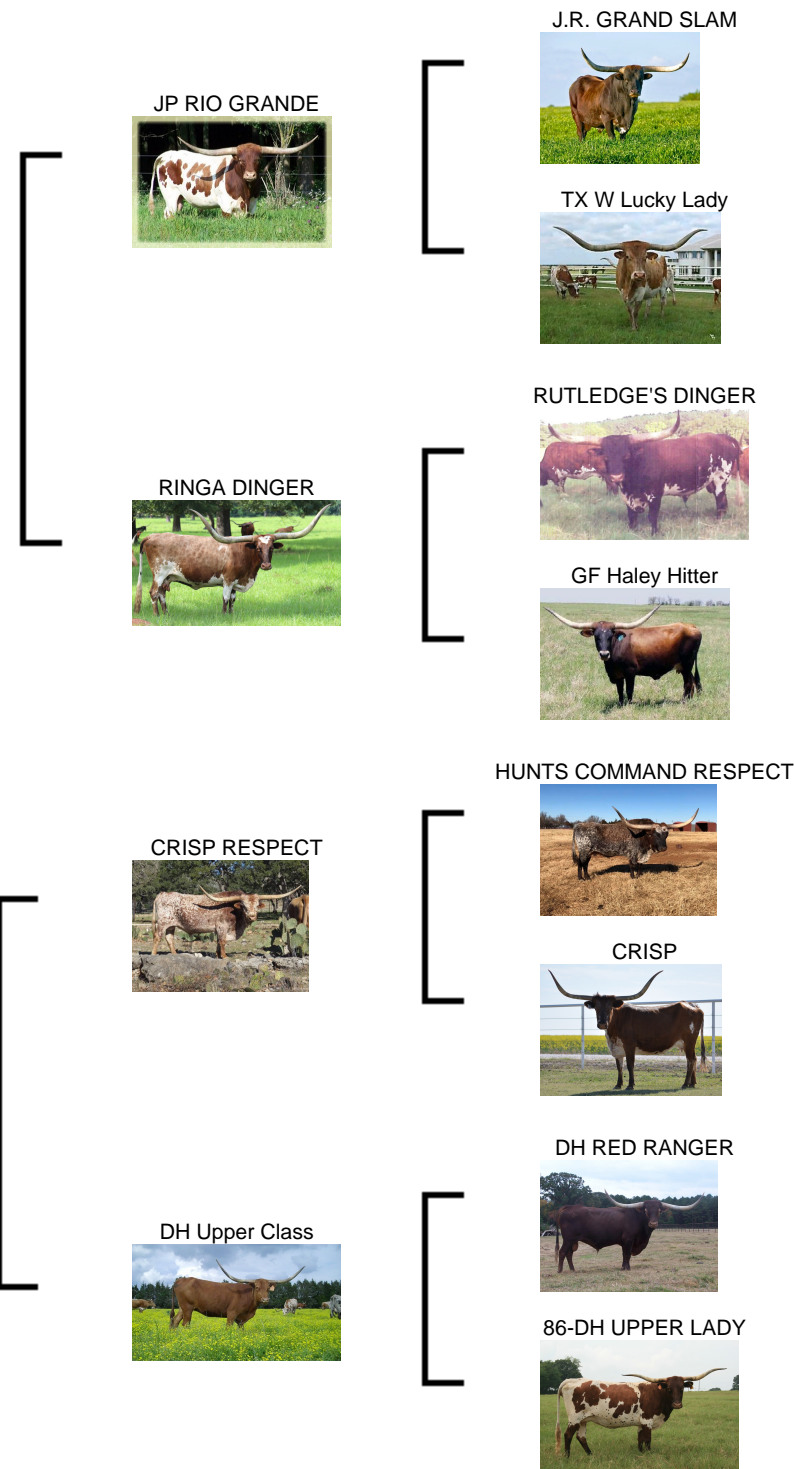 J.R. GRAND SLAM
JP RIO GRANDE
TX W Lucky Lady
RUTLEDGE'S DINGER
RINGA DINGER
GF Haley Hitter
HUNTS COMMAND RESPECT
CRISP RESPECT
CRISP
DH RED RANGER
DH Upper Class
86-DH UPPER LADY